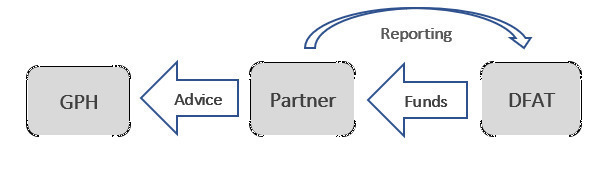 Reporting
GPH
Advice
Partner
Funds
DFAT